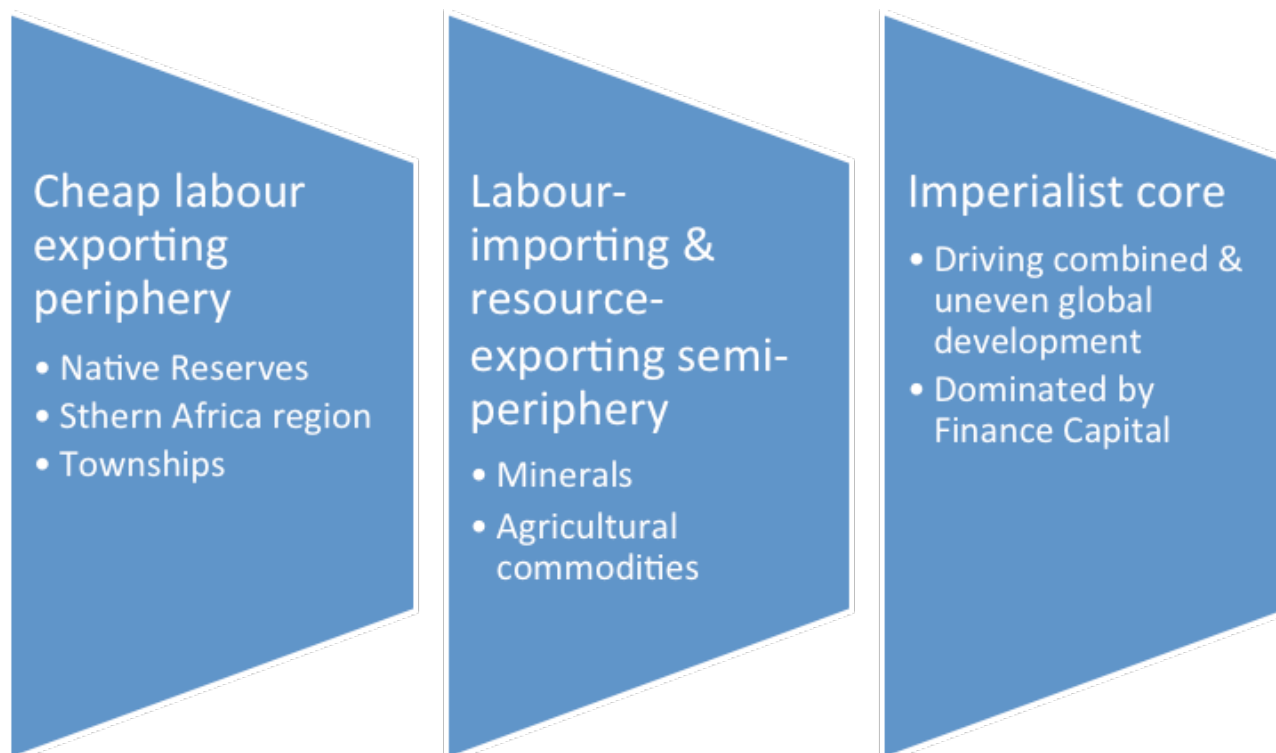 Cheap labour
exporting
periphery
• Native Reserves
• Sthern Africa region
• Townships
Labour-
importing &
resource-
exporting semi-
periphery
• Minerals
• Agricultural
commodities
Imperialist core
• Driving combined &
uneven global
development
• Dominated by
Finance Capital